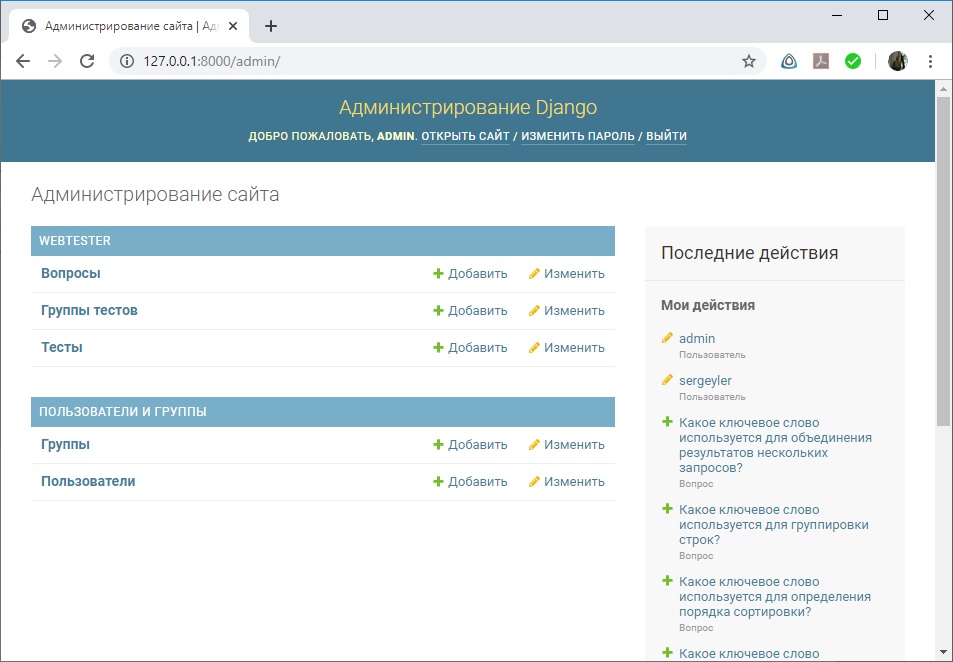 Администрирование сайта | Ад
127.0.0.1:8000/admin/
Администрирование Django
ДОБРО ПОЖАЛОВАТЬ, ADMIN. ОТКРЫТЬ САЙТ / ИЗМЕНИТЬ ПАРОЛЬ / ВЫЙТИ
Администрирование сайта
WEBTESTER
Вопросы Добавить Изменить
Группы тестов Добавить Изменить
Тесты Добавить Изменить
ПОЛЬЗОВАТЕЛИ И ГРУППЫ
Группы Добавить Изменить
Пользователи Добавить Изменить
Последние действия
Мои действия
admin
Пользователь
sergeyler
Пользователь
Какое ключевое слово
используется для объединения
результатов нескольких
запросов?
Вопрос
Какое ключевое слово
используется для группировки
строк?
Вопрос
Какое ключевое слово
используется для определения
порядка сортировки?
Вопрос
Какое ключевое слово